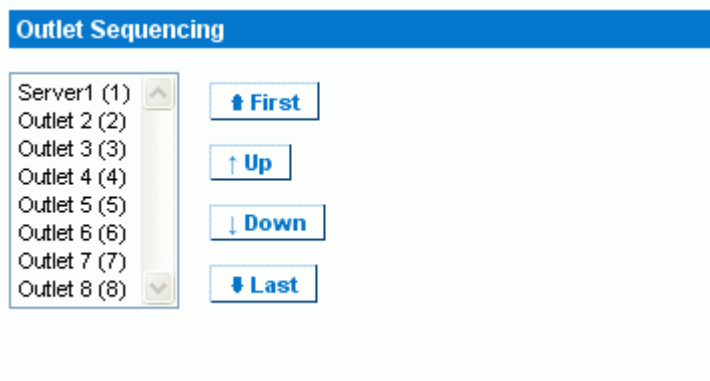 Outlet Sequencing
Server1 (1)
Outlet 2 (2)
Outlet 3 (3)
Outlet 4 (4)
Outlet 5 (5)
Outlet 6 (6)
Outlet 7 (7)
Outlet 8 (8)
First
↑ Up
↓ Down
Last